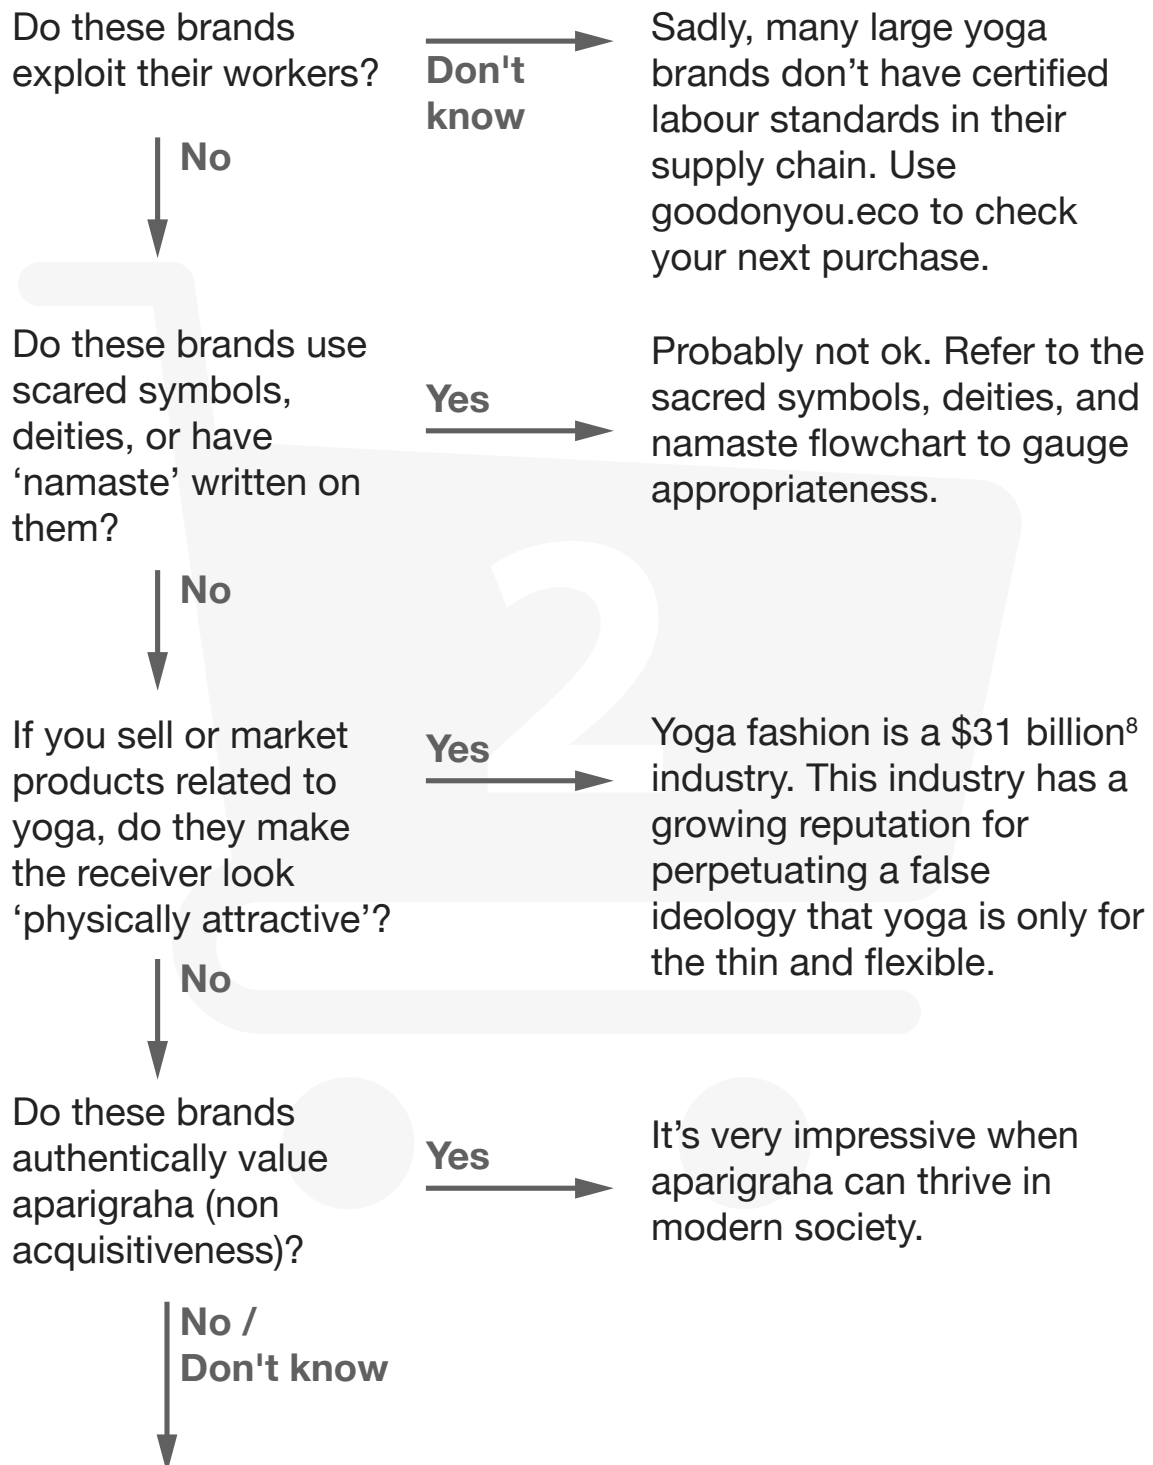 Do these brands
exploit their workers?
Don't
know
Sadly, many large yoga
brands don’t have certified
labour standards in their
supply chain. Use
goodonyou.eco to check
your next purchase.
No
Do these brands use
scared symbols,
deities, or have
‘namaste’ written on
them?
Yes
Probably not ok. Refer to the
sacred symbols, deities, and
namaste flowchart to gauge
appropriateness.
No
2
If you sell or market
products related to
yoga, do they make
the receiver look
‘physically attractive’?
Yes
Yoga fashion is a $31 billion⁸
industry. This industry has a
growing reputation for
perpetuating a false
ideology that yoga is only for
the thin and flexible.
No
Do these brands
authentically value
aparigraha (non
acquisitiveness)?
Yes
It’s very impressive when
aparigraha can thrive in
modern society.
No /
Don't know